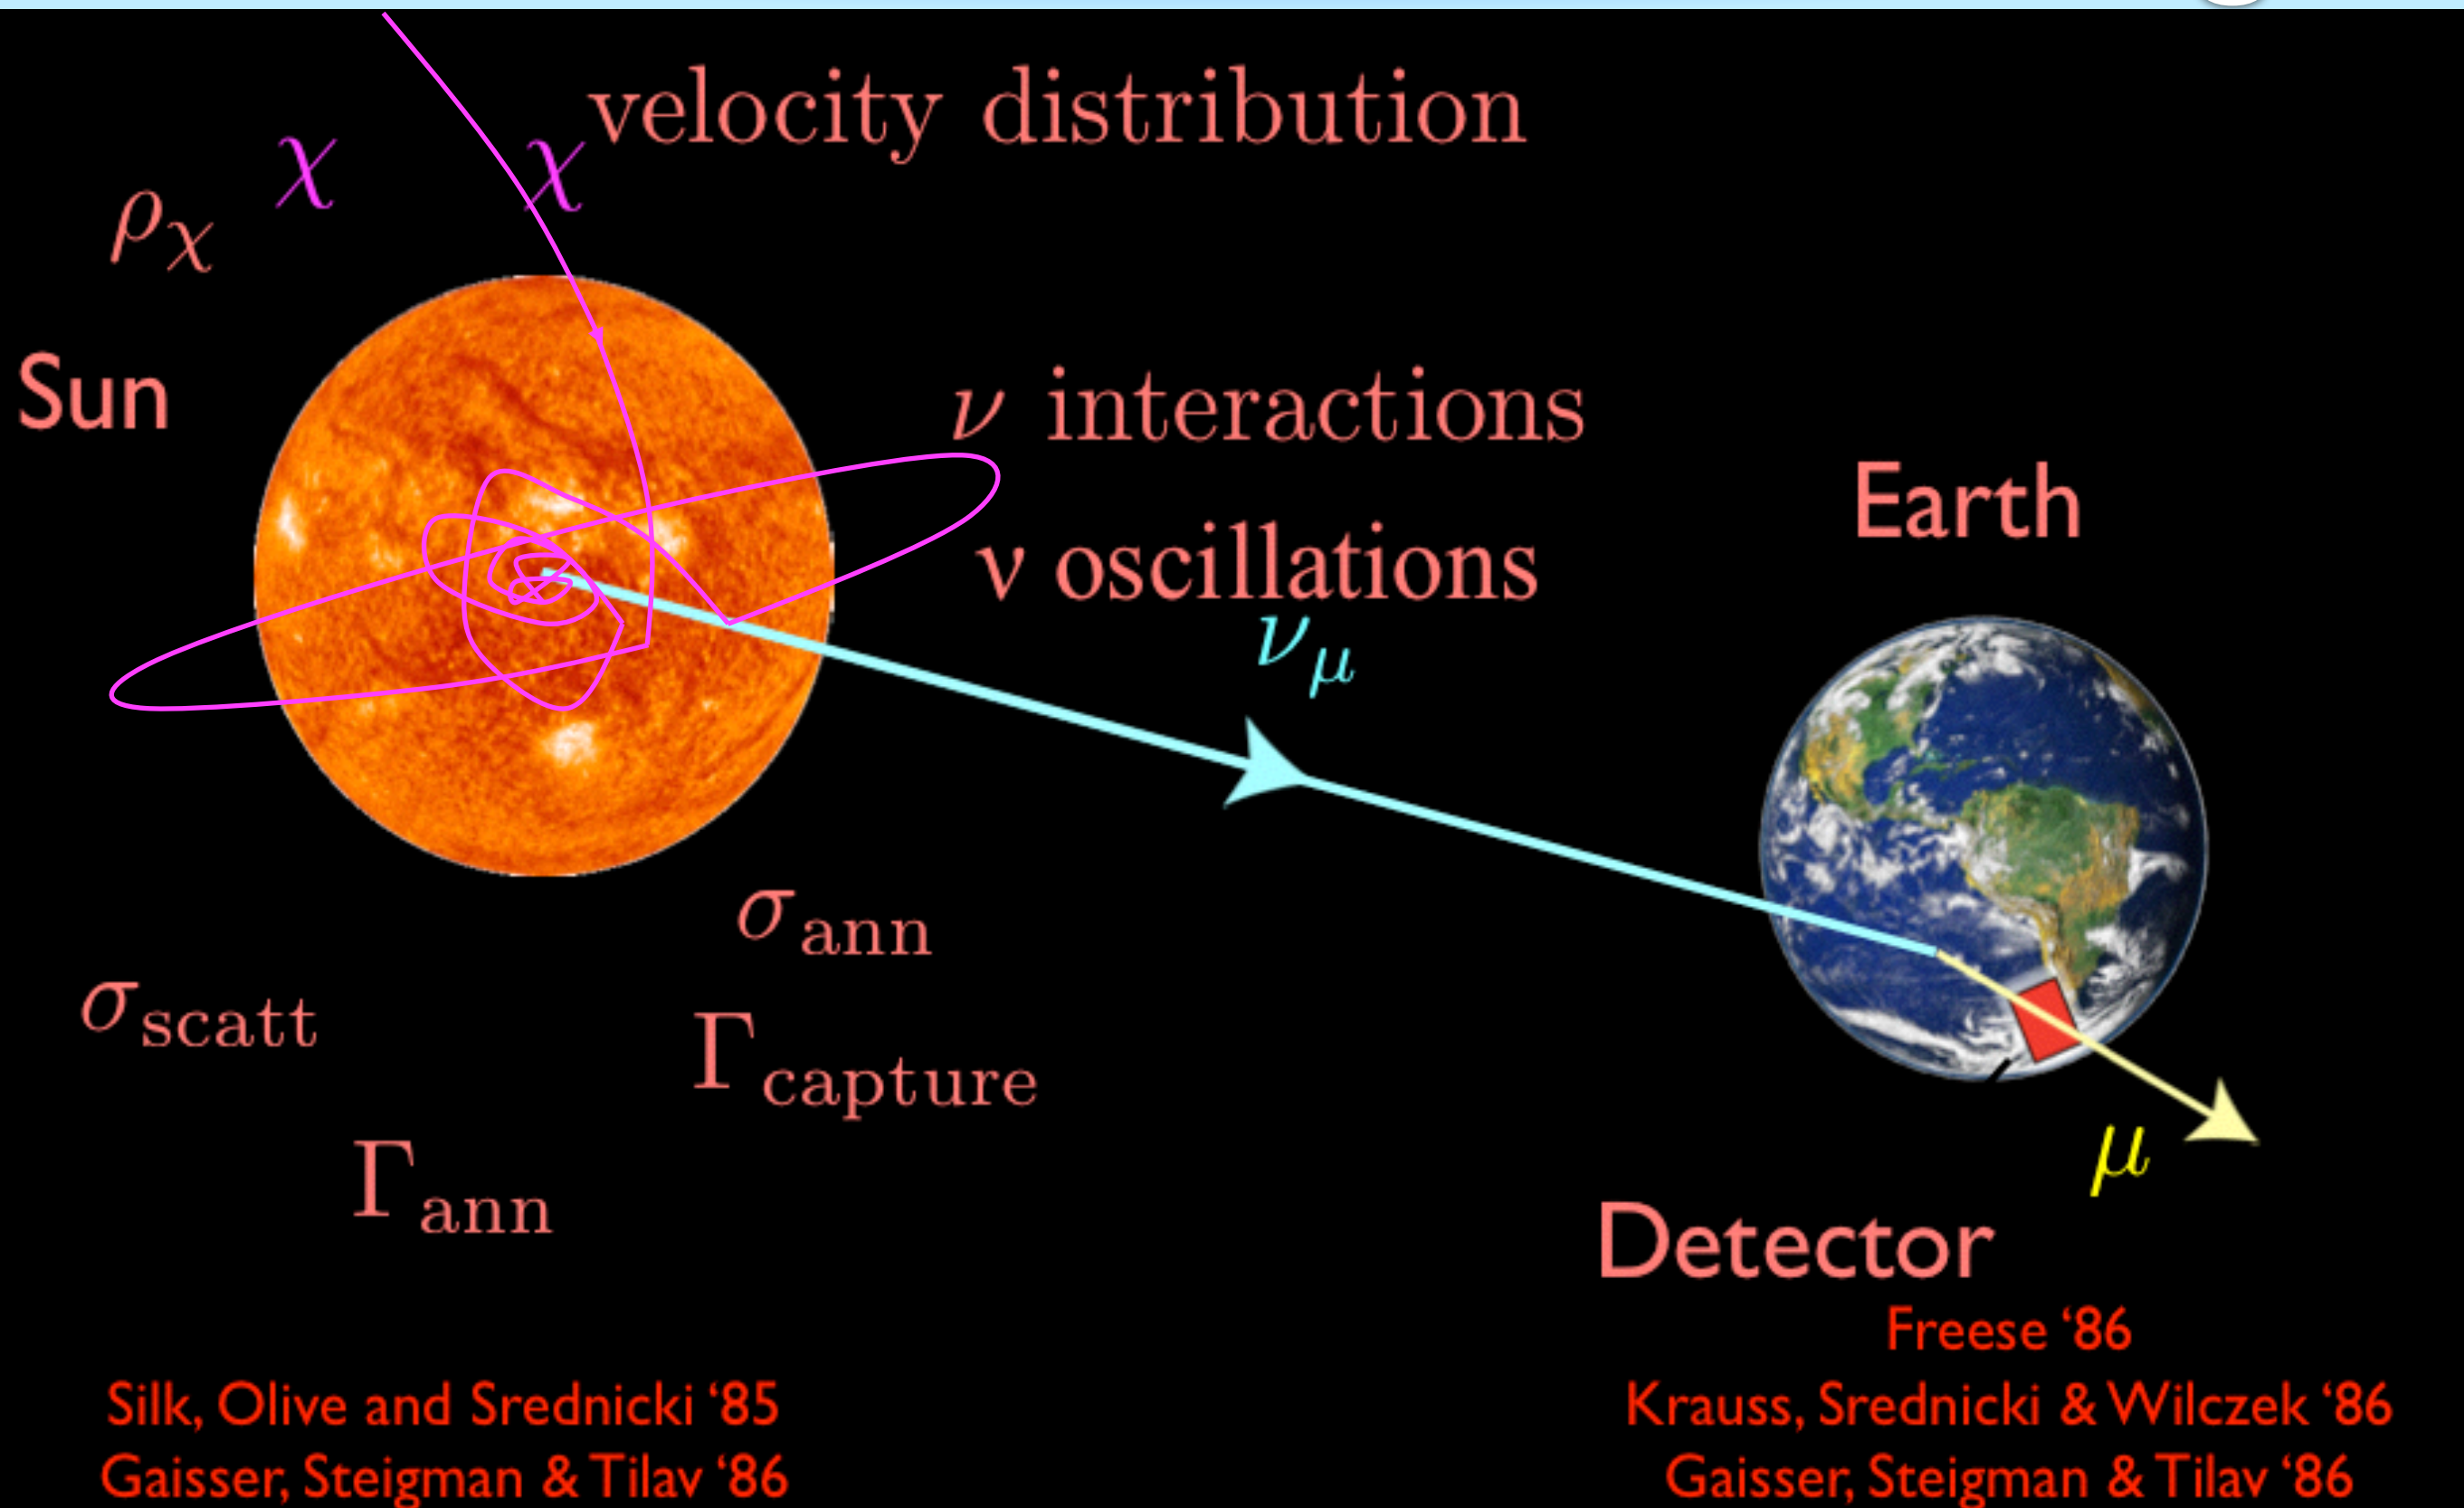 velocity distribution
χ
χ
ρχ
Sun
ν interactions
ν oscillations
νμ
Earth
σann
σscatt
Γcapture
Γann
μ
Detector
Freese ‘86
Silk, Olive and Srednicki ‘85
Krauss, Srednicki & Wilczek ‘86
Gaisser, Steigman & Tilav ‘86
Gaisser, Steigman & Tilav ‘86